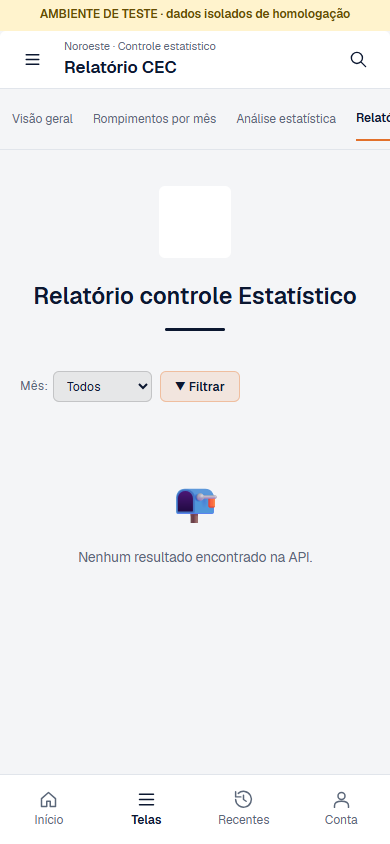 AMBIENTE DE TESTE · dados isolados de homologação
Noroeste · Controle estatístico
Relatório CEC
Visão geral Rompimentos por mês Análise estatística Relató
Relatório controle Estatístico
Mês: Todos ▼ Filtrar
Nenhum resultado encontrado na API.
Início Telas Recentes Conta